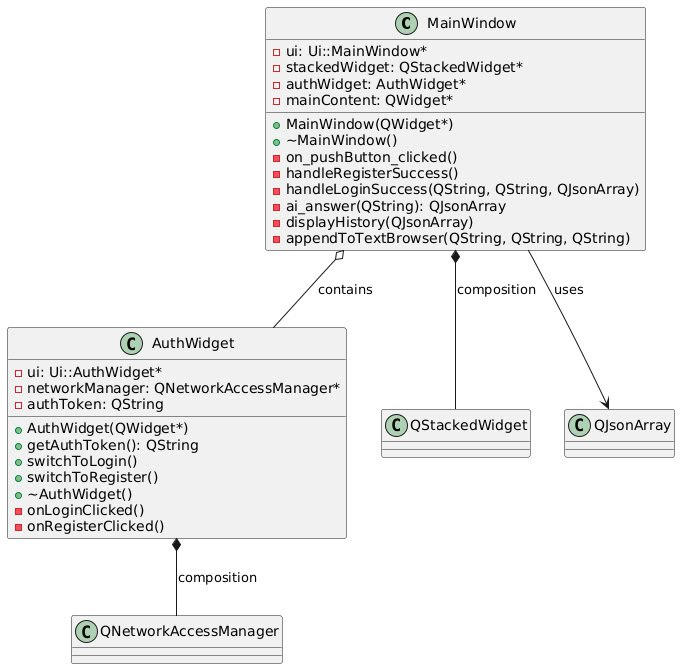 C MainWindow
ui: Ui::MainWindow*
stackedWidget: QStackedWidget*
authWidget: AuthWidget*
mainContent: QWidget*
MainWindow(QWidget*)
~MainWindow()
on_pushButton_clicked()
handleRegisterSuccess()
handleLoginSuccess(QString, QString, QJsonArray)
ai_answer(QString): QJsonArray
displayHistory(QJsonArray)
appendToTextBrowser(QString, QString, QString)
contains
composition
uses
C AuthWidget
ui: Ui::AuthWidget*
networkManager: QNetworkAccessManager*
authToken: QString
AuthWidget(QWidget*)
getAuthToken(): QString
switchToLogin()
switchToRegister()
~AuthWidget()
onLoginClicked()
onRegisterClicked()
C QStackedWidget
C QJsonArray
composition
C QNetworkAccessManager